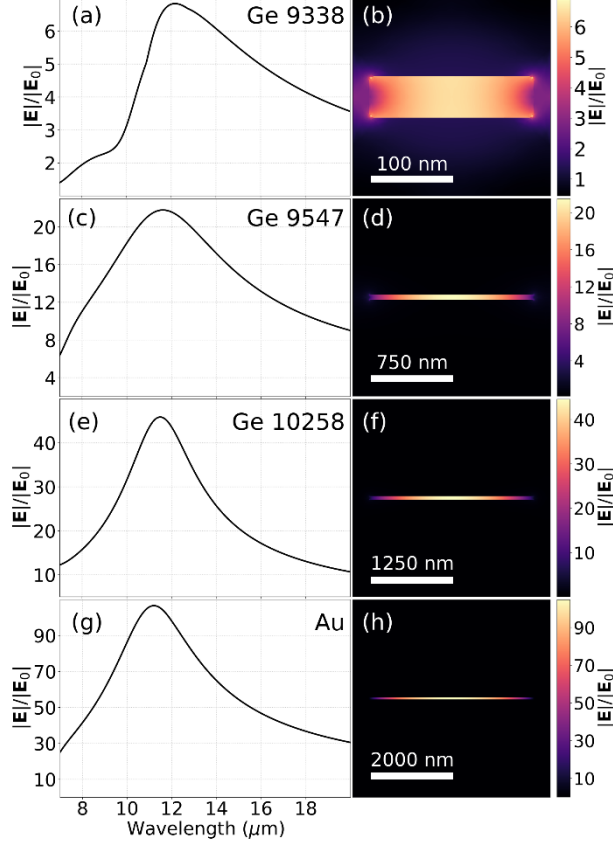 (a) Ge 9338
|E|/|E₀|
6
5
4
3
2
(b)
100 nm
6
5
4
3
2
1
|E|/|E₀|
(c) Ge 9547
|E|/|E₀|
20
16
12
8
4
(d)
750 nm
20
16
12
8
4
|E|/|E₀|
(e) Ge 10258
|E|/|E₀|
40
30
20
10
(f)
1250 nm
40
30
20
10
|E|/|E₀|
(g) Au
|E|/|E₀|
90
70
50
30
10
8 10 12 14 16 18
Wavelength (μm)
(h)
2000 nm
90
70
50
30
10
|E|/|E₀|